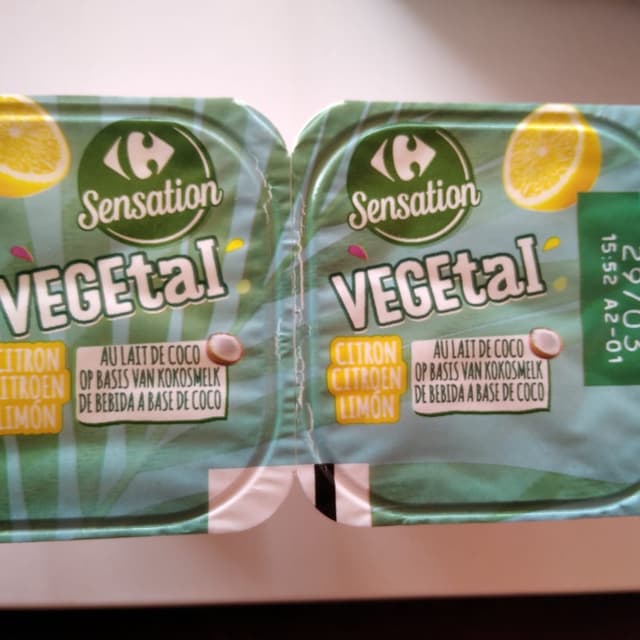 Sensation
VEGEtal
CITRON
CITROEN
LIMÓN
AU LAIT DE COCO
OP BASIS VAN KOKOSMELK
DE BEBIDA A BASE DE COCO
Sensation
VEGEtal
CITRON
CITROEN
LIMÓN
AU LAIT DE COCO
OP BASIS VAN KOKOSMELK
DE BEBIDA A BASE DE COCO
29/03
15:52 A2-01